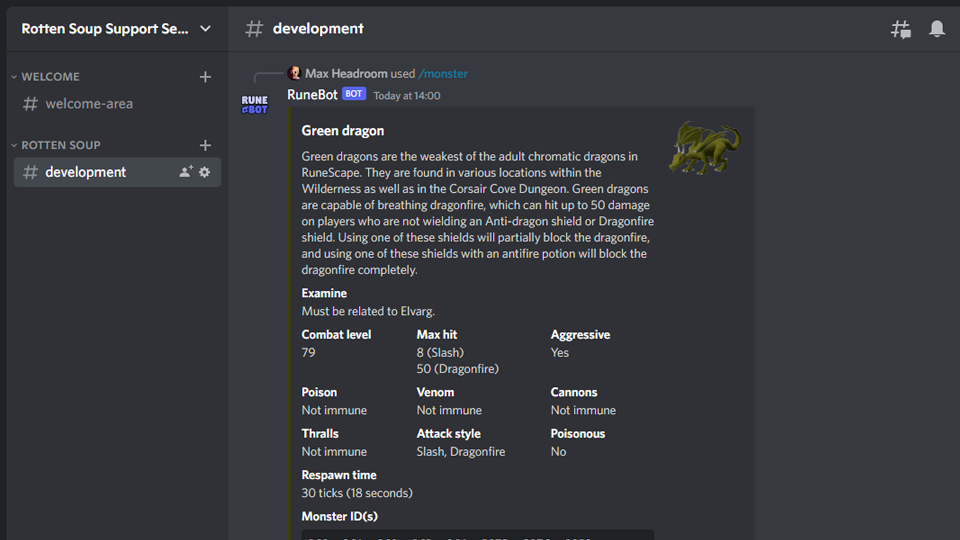 Rotten Soup Support Se...
# development
WELCOME
# welcome-area
ROTTEN SOUP
# development
Max Headroom used /monster
RUNE
BOT
RuneBot BOT Today at 14:00
Green dragon
Green dragons are the weakest of the adult chromatic dragons in
RuneScape. They are found in various locations within the
Wilderness as well as in the Corsair Cove Dungeon. Green dragons
are capable of breathing dragonfire, which can hit up to 50 damage
on players who are not wielding an Anti-dragon shield or Dragonfire
shield. Using one of these shields will partially block the dragonfire,
and using one of these shields with an antifire potion will block the
dragonfire completely.
Examine
Must be related to Elvarg.
Combat level Max hit Aggressive
79 8 (Slash) Yes
50 (Dragonfire)
Poison Venom Cannons
Not immune Not immune Not immune
Thralls Attack style Poisonous
Not immune Slash, Dragonfire No
Respawn time
30 ticks (18 seconds)
Monster ID(s)